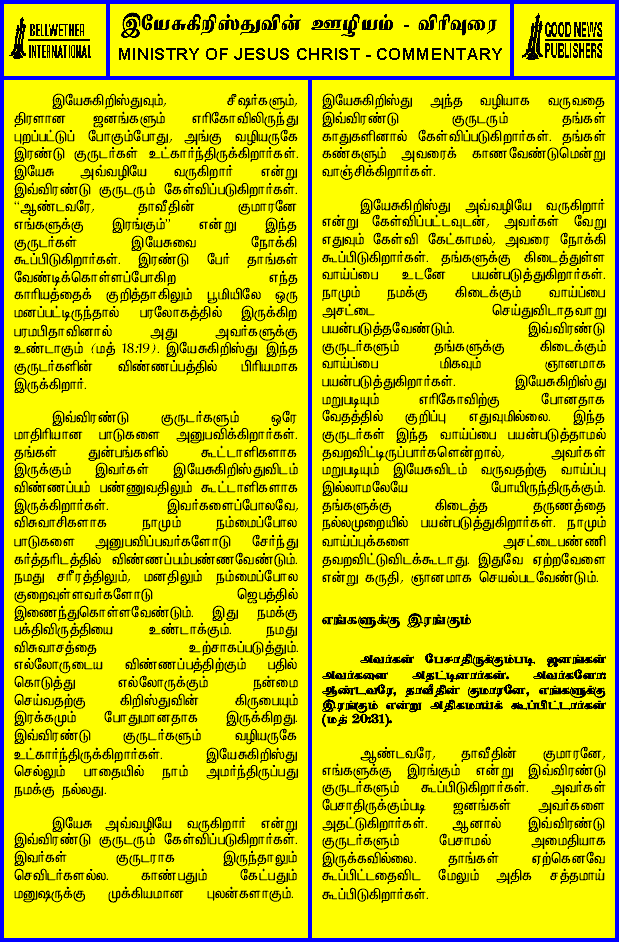 BELLWETHER
INTERNATIONAL
இயேசுகிறிஸ்துவின் ஊழியம் - விரிவுரை
MINISTRY OF JESUS CHRIST - COMMENTARY
GOOD NEWS
PUBLISHERS
இயேசுகிறிஸ்துவும், சீஷர்களும்,
திரளான ஜனங்களும் எரிகோவிலிருந்து
புறப்பட்டுப் போகும்போது, அங்கு வழியருகே
இரண்டு குருடர்கள் உட்கார்ந்திருக்கிறார்கள்.
இயேசு அவ்வழியே வருகிறார் என்று
இவ்விரண்டு குருடரும் கேள்விப்படுகிறார்கள்.
“ஆண்டவரே, தாவீதின் குமாரனே
எங்களுக்கு இரங்கும்” என்று இந்த
குருடர்கள் இயேசுவை நோக்கி
கூப்பிடுகிறார்கள். இரண்டு பேர் தாங்கள்
வேண்டிக்கொள்ளப்போகிற எந்த
காரியத்தைக் குறித்தாகிலும் பூமியிலே ஒரு
மனப்பட்டிருந்தால் பரலோகத்தில் இருக்கிற
பரமபிதாவினால் அது அவர்களுக்கு
உண்டாகும் (மத் 18:19). இயேசுகிறிஸ்து இந்த
குருடர்களின் விண்ணப்பத்தில் பிரியமாக
இருக்கிறார்.
இவ்விரண்டு குருடர்களும் ஒரே
மாதிரியான பாடுகளை அனுபவிக்கிறார்கள்.
தங்கள் துன்பங்களில் கூட்டாளிகளாக
இருக்கும் இவர்கள் இயேசுகிறிஸ்துவிடம்
விண்ணப்பம் பண்ணுவதிலும் கூட்டாளிகளாக
இருக்கிறார்கள். இவர்களைப்போலவே,
விசுவாசிகளாக நாமும் நம்மைப்போல
பாடுகளை அனுபவிப்பவர்களோடு சேர்ந்து
கர்த்தரிடத்தில் விண்ணப்பம்பண்ணவேண்டும்.
நமது சரீரத்திலும், மனதிலும் நம்மைப்போல
குறைவுள்ளவர்களோடு ஜெபத்தில்
இணைந்துகொள்ளவேண்டும். இது நமக்கு
பக்திவிருத்தியை உண்டாக்கும். நமது
விசுவாசத்தை உற்சாகப்படுத்தும்.
எல்லோருடைய விண்ணப்பத்திற்கும் பதில்
கொடுத்து எல்லோருக்கும் நன்மை
செய்வதற்கு கிறிஸ்துவின் கிருபையும்
இரக்கமும் போதுமானதாக இருக்கிறது.
இவ்விரண்டு குருடர்களும் வழியருகே
உட்கார்ந்திருக்கிறார்கள். இயேசுகிறிஸ்து
செல்லும் பாதையில் நாம் அமர்ந்திருப்பது
நமக்கு நல்லது.
இயேசு அவ்வழியே வருகிறார் என்று
இவ்விரண்டு குருடரும் கேள்விப்படுகிறார்கள்.
இவர்கள் குருடராக இருந்தாலும்
செவிடர்களல்ல. காண்பதும் கேட்பதும்
மனுஷருக்கு முக்கியமான புலன்களாகும்.
இயேசுகிறிஸ்து அந்த வழியாக வருவதை
இவ்விரண்டு குருடரும் தங்கள்
காதுகளினால் கேள்விப்படுகிறார்கள். தங்கள்
கண்களும் அவரைக் காணவேண்டுமென்று
வாஞ்சிக்கிறார்கள்.
இயேசுகிறிஸ்து அவ்வழியே வருகிறார்
என்று கேள்விப்பட்டவுடன், அவர்கள் வேறு
எதுவும் கேள்வி கேட்காமல், அவரை நோக்கி
கூப்பிடுகிறார்கள். தங்களுக்கு கிடைத்துள்ள
வாய்ப்பை உடனே பயன்படுத்துகிறார்கள்.
நாமும் நமக்கு கிடைக்கும் வாய்ப்பை
அசட்டை செய்துவிடாதவாறு
பயன்படுத்தவேண்டும். இவ்விரண்டு
குருடர்களும் தங்களுக்கு கிடைக்கும்
வாய்ப்பை மிகவும் ஞானமாக
பயன்படுத்துகிறார்கள். இயேசுகிறிஸ்து
மறுபடியும் எரிகோவிற்கு போனதாக
வேதத்தில் குறிப்பு எதுவுமில்லை. இந்த
குருடர்கள் இந்த வாய்ப்பை பயன்படுத்தாமல்
தவறவிட்டிருப்பார்களென்றால், அவர்கள்
மறுபடியும் இயேசுவிடம் வருவதற்கு வாய்ப்பு
இல்லாமலேயே போயிருந்திருக்கும்.
தங்களுக்கு கிடைத்த தருணத்தை
நல்லமுறையில் பயன்படுத்துகிறார்கள். நாமும்
வாய்ப்புக்களை அசட்டைபண்ணி
தவறவிட்டுவிடக்கூடாது. இதுவே ஏற்றவேளை
என்று கருதி, ஞானமாக செயல்படவேண்டும்.
எங்களுக்கு இரங்கும்
அவர்கள் பேசாதிருக்கும்படி ஜனங்கள்
அவர்களை அதட்டினார்கள். அவர்களோ:
ஆண்டவரே, தாவீதின் குமாரனே, எங்களுக்கு
இரங்கும் என்று அதிகமாய்க் கூப்பிட்டார்கள்
(மத் 20:31).
ஆண்டவரே, தாவீதின் குமாரனே,
எங்களுக்கு இரங்கும் என்று இவ்விரண்டு
குருடர்களும் கூப்பிடுகிறார்கள். அவர்கள்
பேசாதிருக்கும்படி ஜனங்கள் அவர்களை
அதட்டுகிறார்கள். ஆனால் இவ்விரண்டு
குருடர்களும் பேசாமல் அமைதியாக
இருக்கவில்லை. தாங்கள் ஏற்கெனவே
கூப்பிட்டதைவிட மேலும் அதிக சத்தமாய்
கூப்பிடுகிறார்கள்.